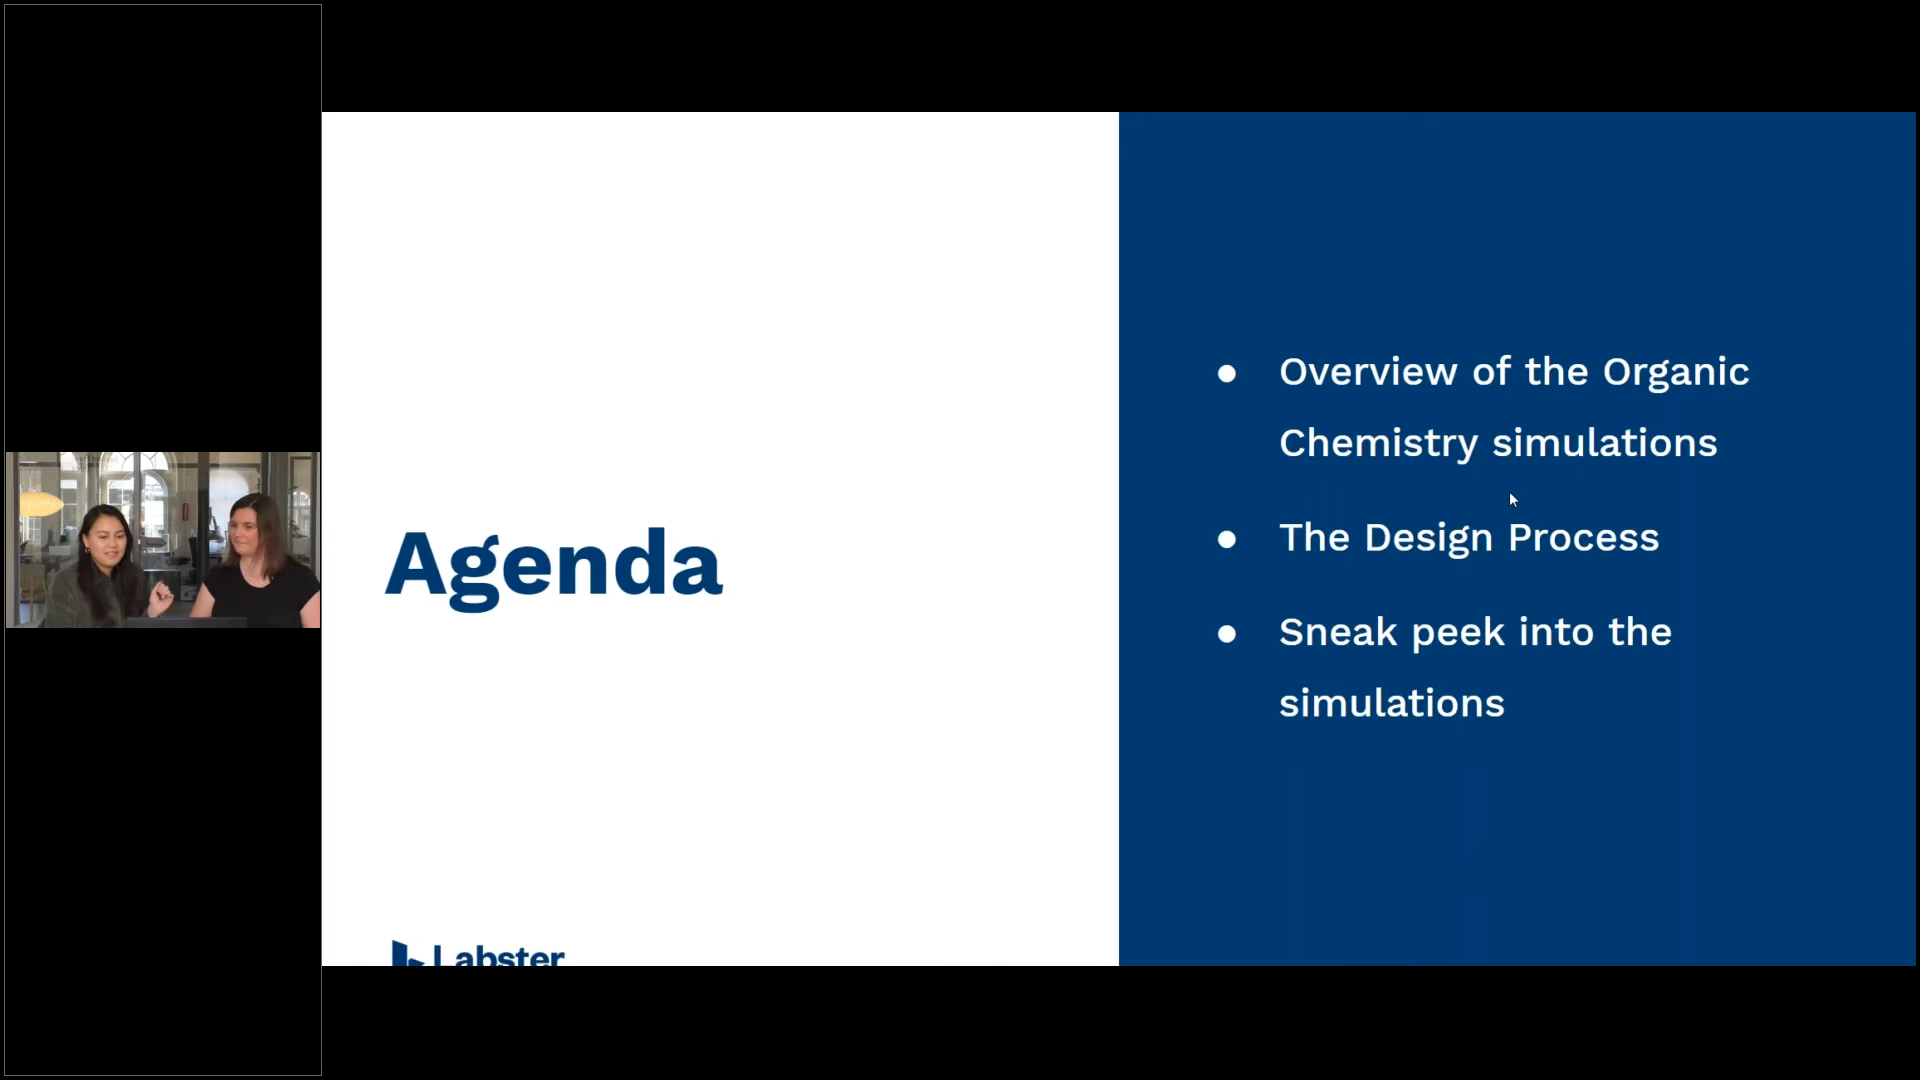 Agenda
● Overview of the Organic
Chemistry simulations
● The Design Process
● Sneak peek into the
simulations
Labster